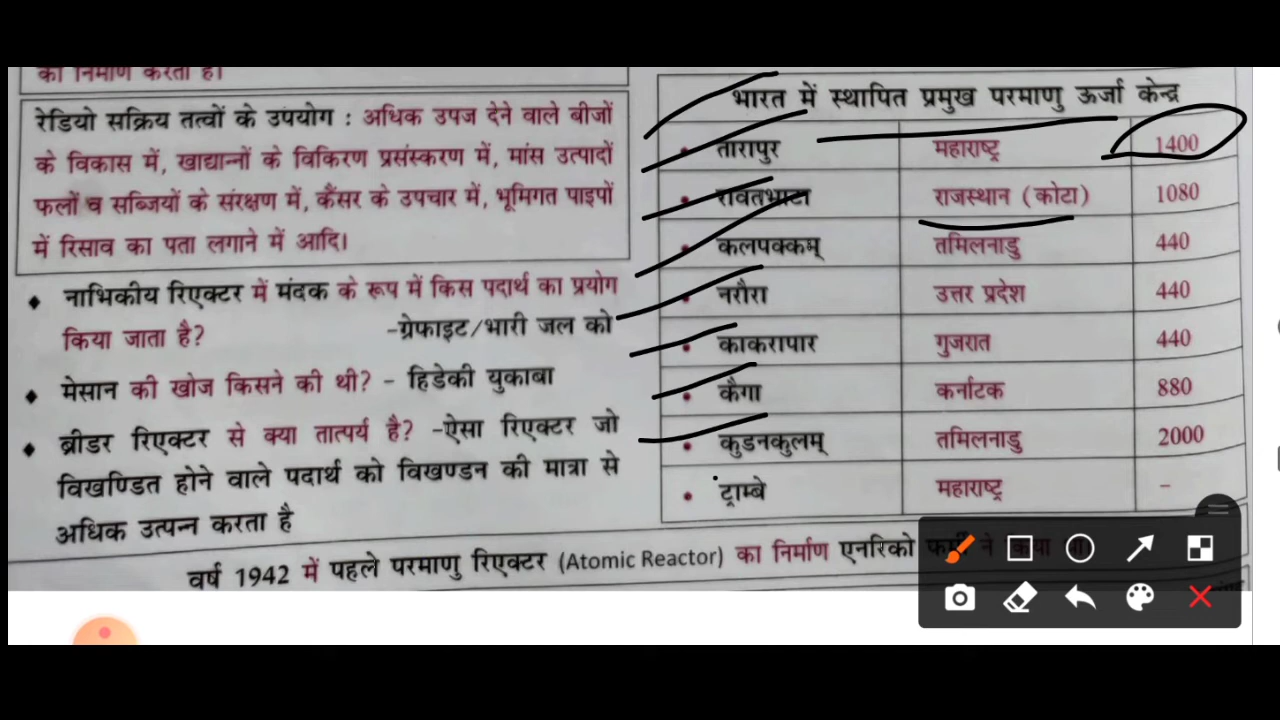 का निर्माण करता है।
रेडियो सक्रिय तत्वों के उपयोग : अधिक उपज देने वाले बीजों
के विकास में, खाद्यान्नों के विकिरण प्रसंस्करण में, मांस उत्पादों
फलों व सब्जियों के संरक्षण में, कैंसर के उपचार में, भूमिगत पाइपों
में रिसाव का पता लगाने में आदि।
♦ नाभिकीय रिएक्टर में मंदक के रूप में किस पदार्थ का प्रयोग
किया जाता है? -ग्रेफाइट/भारी जल को
♦ मेसान की खोज किसने की थी? - हिडेकी युकाबा
♦ ब्रीडर रिएक्टर से क्या तात्पर्य है? -ऐसा रिएक्टर जो
विखण्डित होने वाले पदार्थ को विखण्डन की मात्रा से
अधिक उत्पन्न करता है
भारत में स्थापित प्रमुख परमाणु ऊर्जा केन्द्र
• तारापुर महाराष्ट्र 1400
• रावतभाटा राजस्थान (कोटा) 1080
• कलपक्कम् तमिलनाडु 440
• नरौरा उत्तर प्रदेश 440
• काकरापार गुजरात 440
• कैगा कर्नाटक 880
• कुडनकुलम् तमिलनाडु 2000
• ट्राम्बे महाराष्ट्र -
वर्ष 1942 में पहले परमाणु रिएक्टर (Atomic Reactor) का निर्माण एनरिको